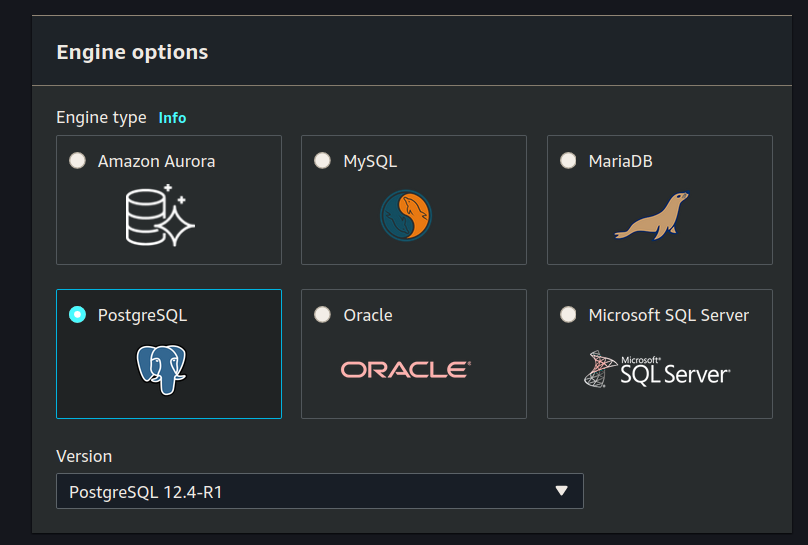 Engine options
Engine type Info
Amazon Aurora
MySQL
MariaDB
PostgreSQL
Oracle
Microsoft SQL Server
ORACLE®
Microsoft®
SQL Server®
Version
PostgreSQL 12.4-R1